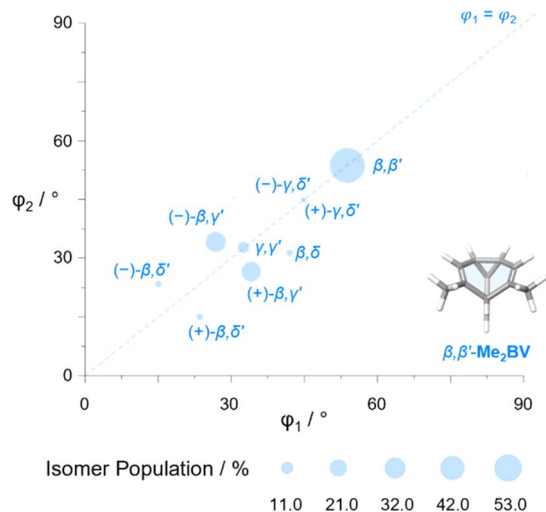 90
φ₁ = φ₂
60
β,β'
(−)-γ,δ'
φ₂ / °
(−)-β,γ'
(+)-γ,δ'
γ,γ'
β,δ
30
(−)-β,δ'
(+)-β,γ'
(+)-β,δ'
β,β'-Me₂BV
0
0
30
60
90
φ₁ / °
Isomer Population / %
11.0 21.0 32.0 42.0 53.0